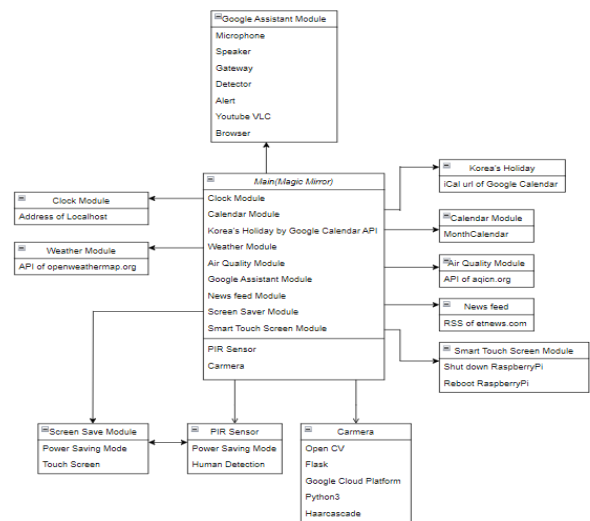 Google Assistant Module
Microphone
Speaker
Gateway
Detector
Alert
Youtube VLC
Browser
Main(Magic Mirror)
Clock Module
Calendar Module
Korea's Holiday by Google Calendar API
Weather Module
Air Quality Module
Google Assistant Module
News feed Module
Screen Saver Module
Smart Touch Screen Module
PIR Sensor
Carmera
Clock Module
Address of Localhost
Weather Module
API of openweathermap.org
Korea's Holiday
iCal url of Google Calendar
Calendar Module
MonthCalendar
Air Quality Module
API of aqicn.org
News feed
RSS of etnews.com
Smart Touch Screen Module
Shut down RaspberryPi
Reboot RaspberryPi
Screen Save Module
Power Saving Mode
Touch Screen
PIR Sensor
Power Saving Mode
Human Detection
Carmera
Open CV
Flask
Google Cloud Platform
Python3
Haarcascade